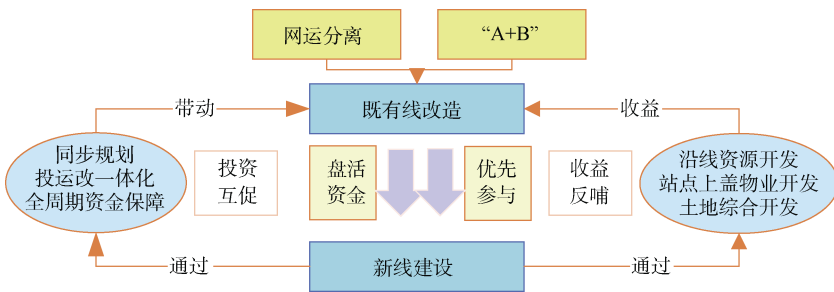 网运分离
“A+B”
带动
既有线改造
收益
同步规划
投运改一体化
全周期资金保障
投资
互促
盘活
资金
优先
参与
收益
反哺
沿线资源开发
站点上盖物业开发
土地综合开发
通过
新线建设
通过